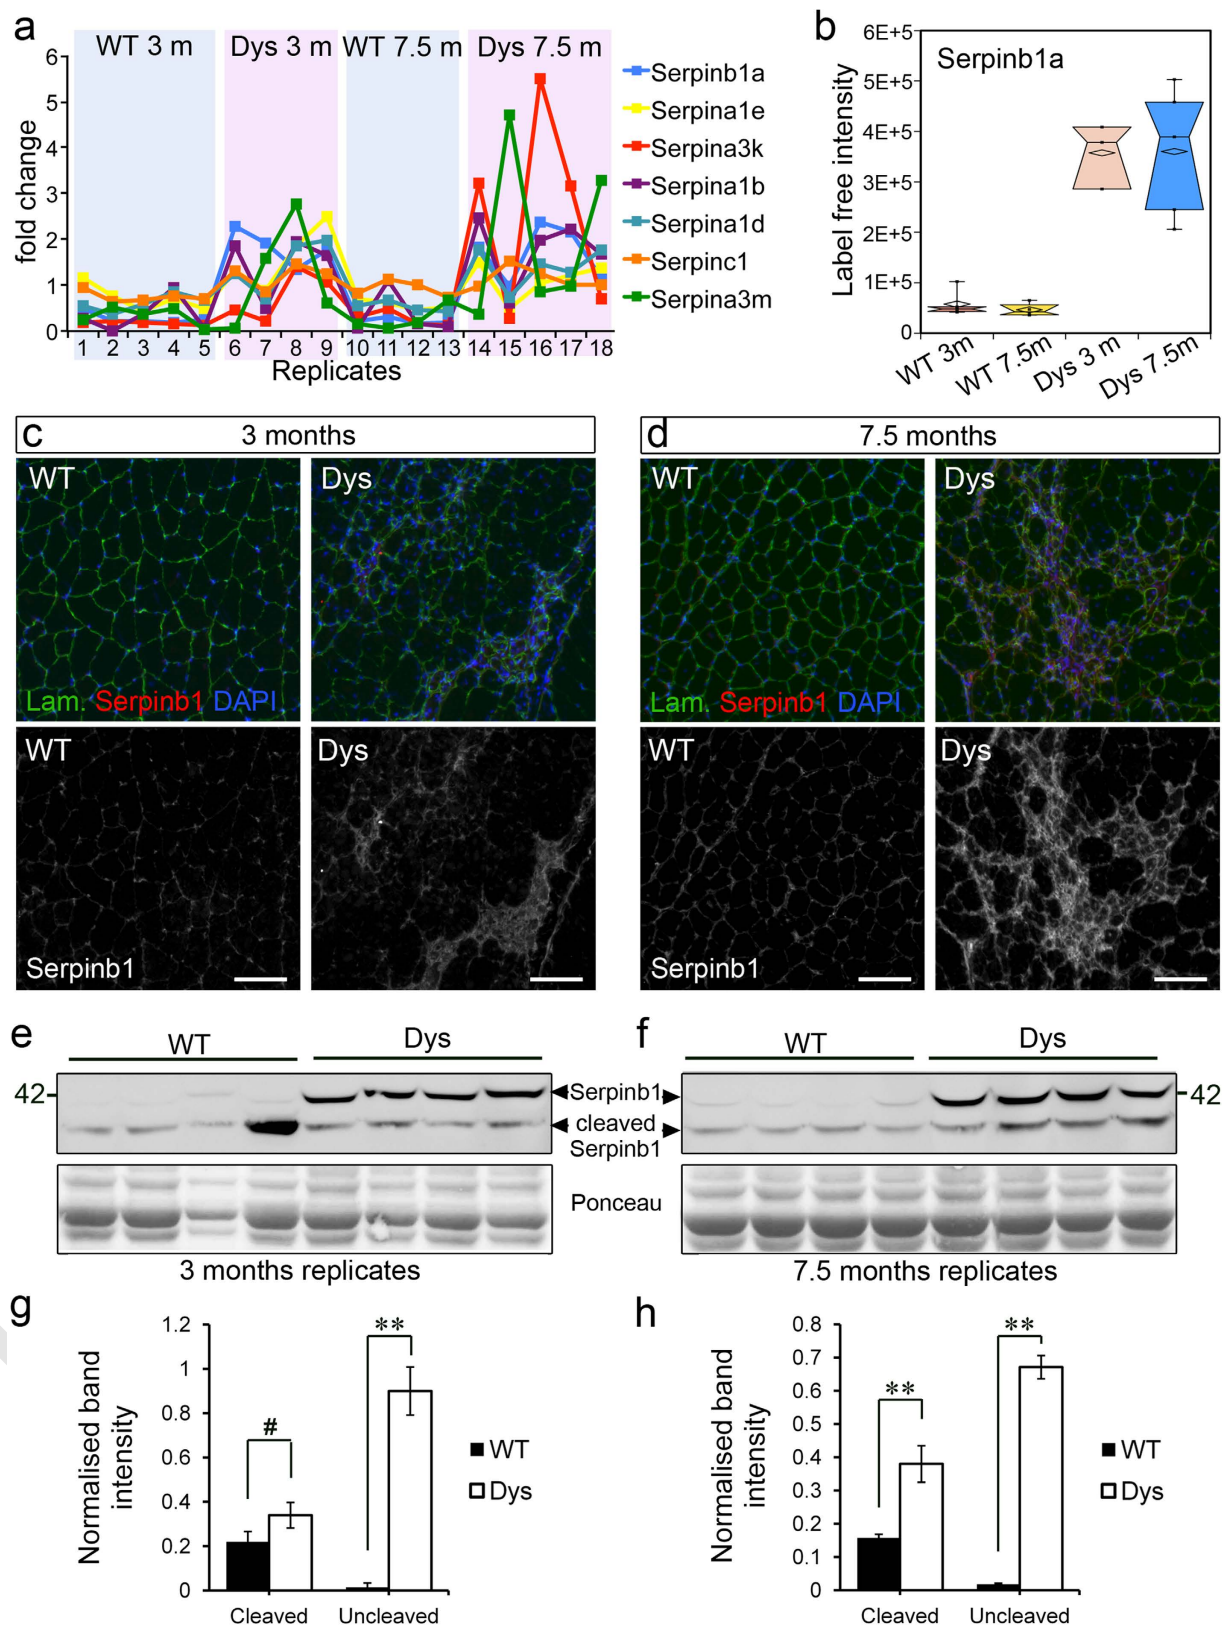 a
WT 3 m
Dys 3 m
WT 7.5 m
Dys 7.5 m
6
5
4
3
2
1
0
fold change
1 2 3 4 5 6 7 8 9 10 11 12 13 14 15 16 17 18
Replicates
Serpinb1a
Serpina1e
Serpina3k
Serpina1b
Serpina1d
Serpinc1
Serpina3m
b
Serpinb1a
Label free intensity
6E+5
5E+5
4E+5
3E+5
2E+5
1E+5
0
WT 3m
WT 7.5m
Dys 3 m
Dys 7.5m
c
3 months
WT
Dys
Lam. Serpinb1 DAPI
WT
Dys
Serpinb1
d
7.5 months
WT
Dys
Lam. Serpinb1 DAPI
WT
Dys
Serpinb1
e
WT
Dys
42
Serpinb1
cleaved
Serpinb1
Ponceau
3 months replicates
f
WT
Dys
42
7.5 months replicates
g
Normalised band
intensity
1.2
1
0.8
0.6
0.4
0.2
0
#
**
Cleaved
Uncleaved
WT
Dys
h
Normalised band
intensity
0.8
0.7
0.6
0.5
0.4
0.3
0.2
0.1
0
**
**
Cleaved
Uncleaved
WT
Dys